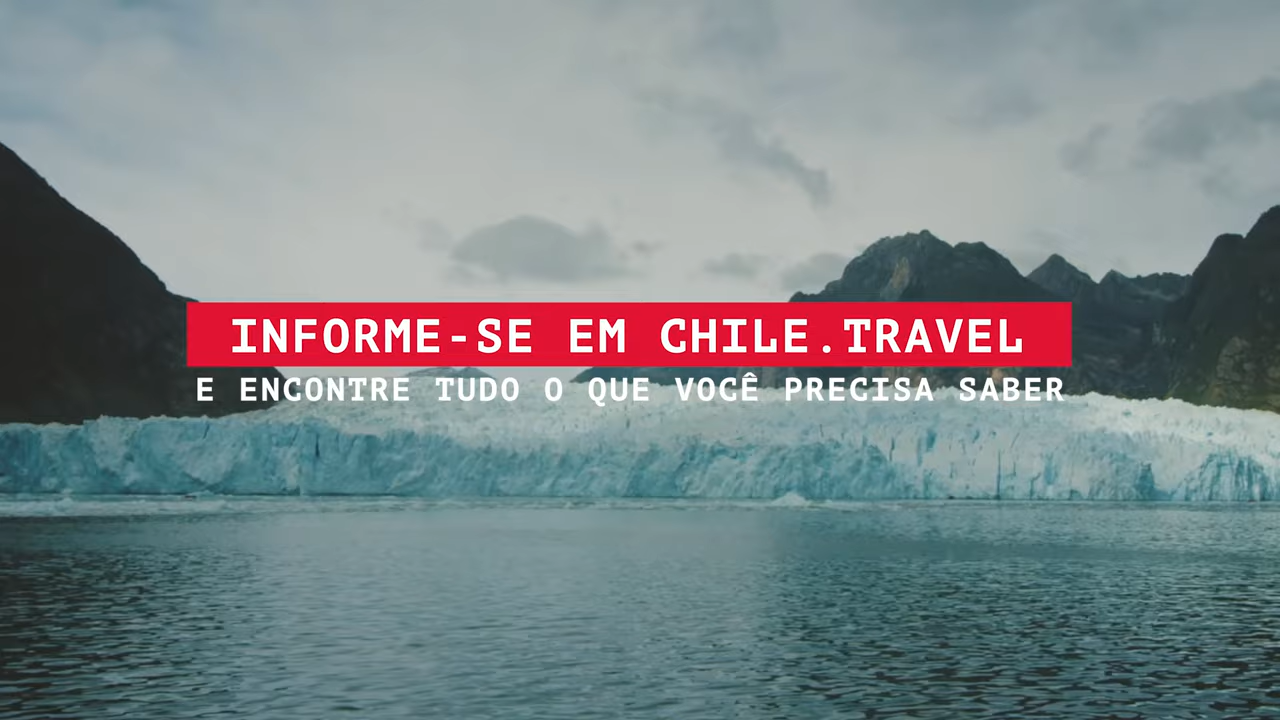 INFORME-SE EM CHILE.TRAVEL
E ENCONTRE TUDO O QUE VOCÊ PRECISA SABER